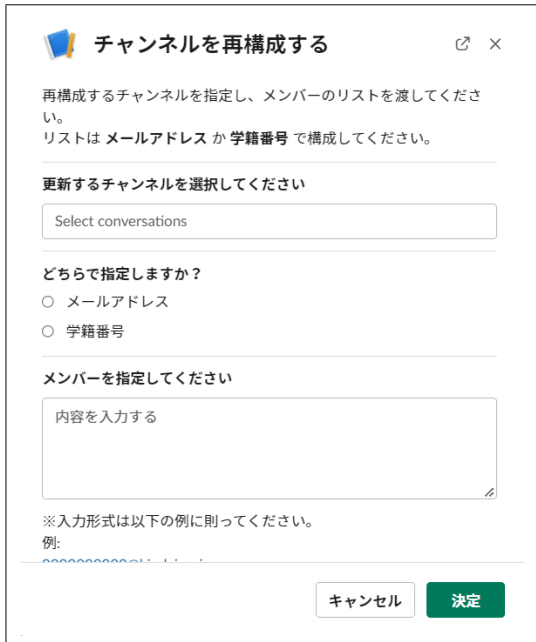 チャンネルを再構成する
再構成するチャンネルを指定し、メンバーのリストを渡してくださ
い。
リストは メールアドレス か 学籍番号 で構成してください。
更新するチャンネルを選択してください
Select conversations
どちらで指定しますか？
メールアドレス
学籍番号
メンバーを指定してください
内容を入力する
※入力形式は以下の例に則ってください。
例:
キャンセル
決定